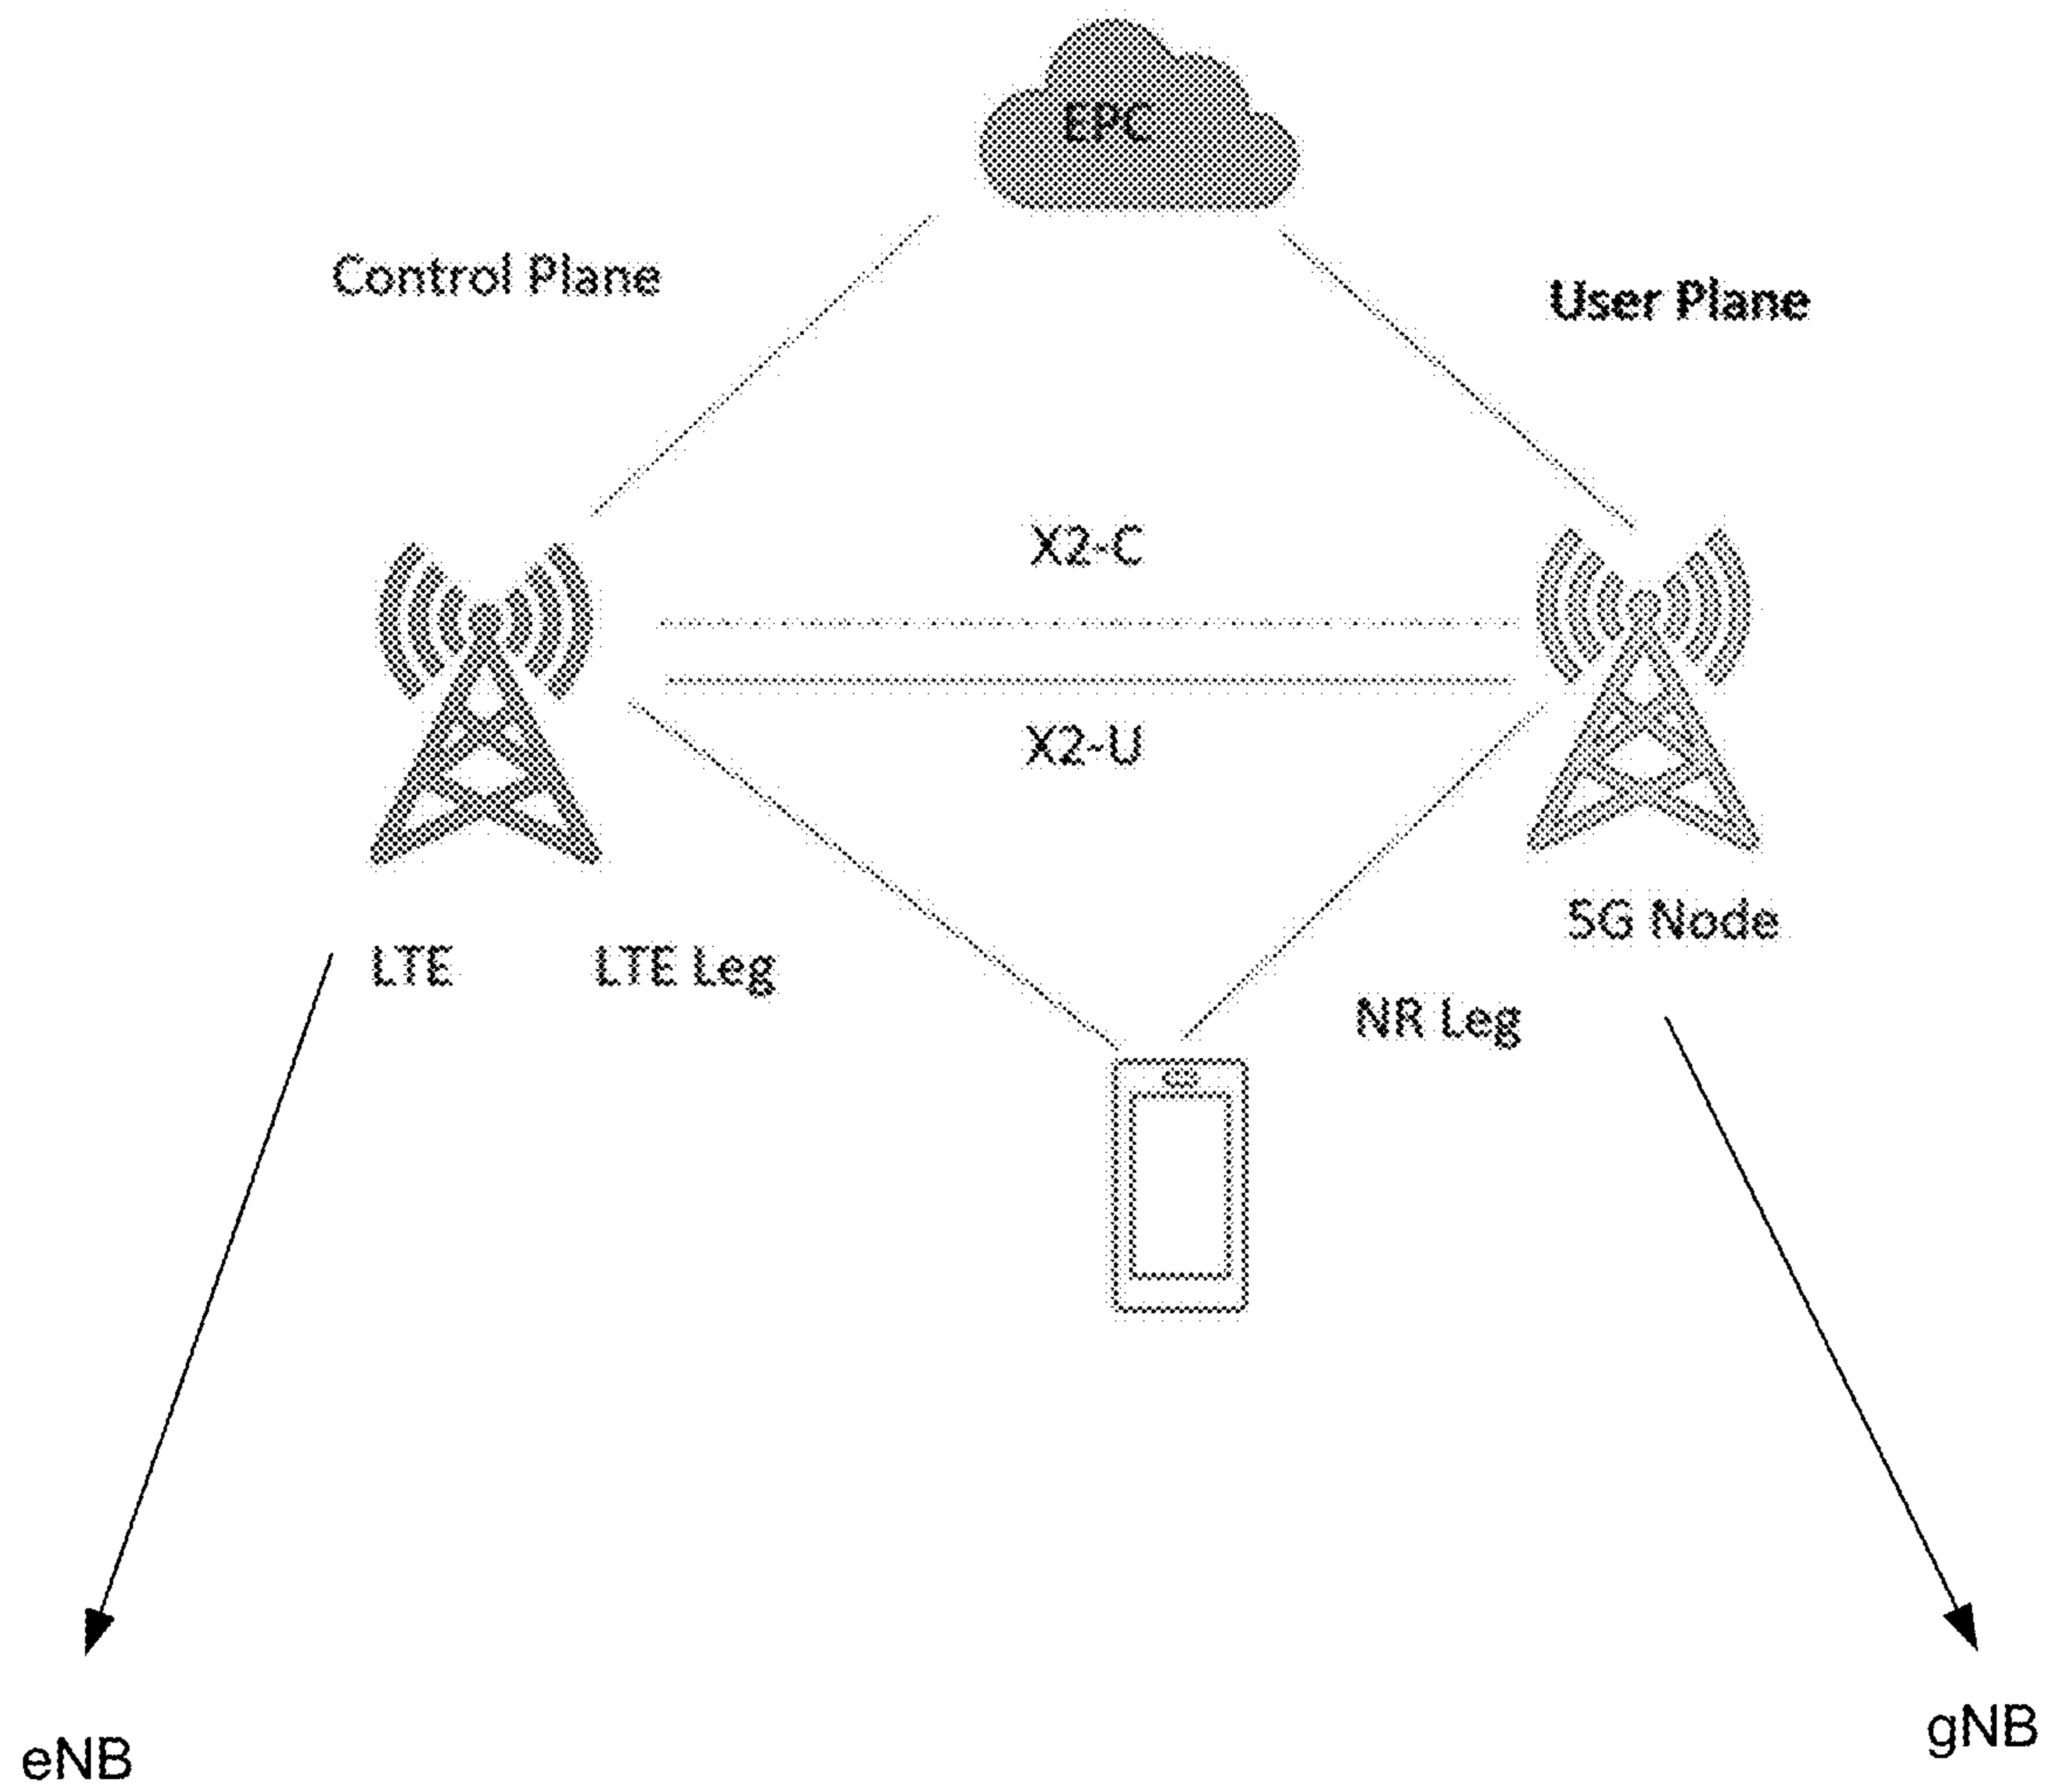 EPC
Control Plane
User Plane
X2-C
X2-U
5G Node
LTE
LTE Leg
NR Leg
gNB
eNB